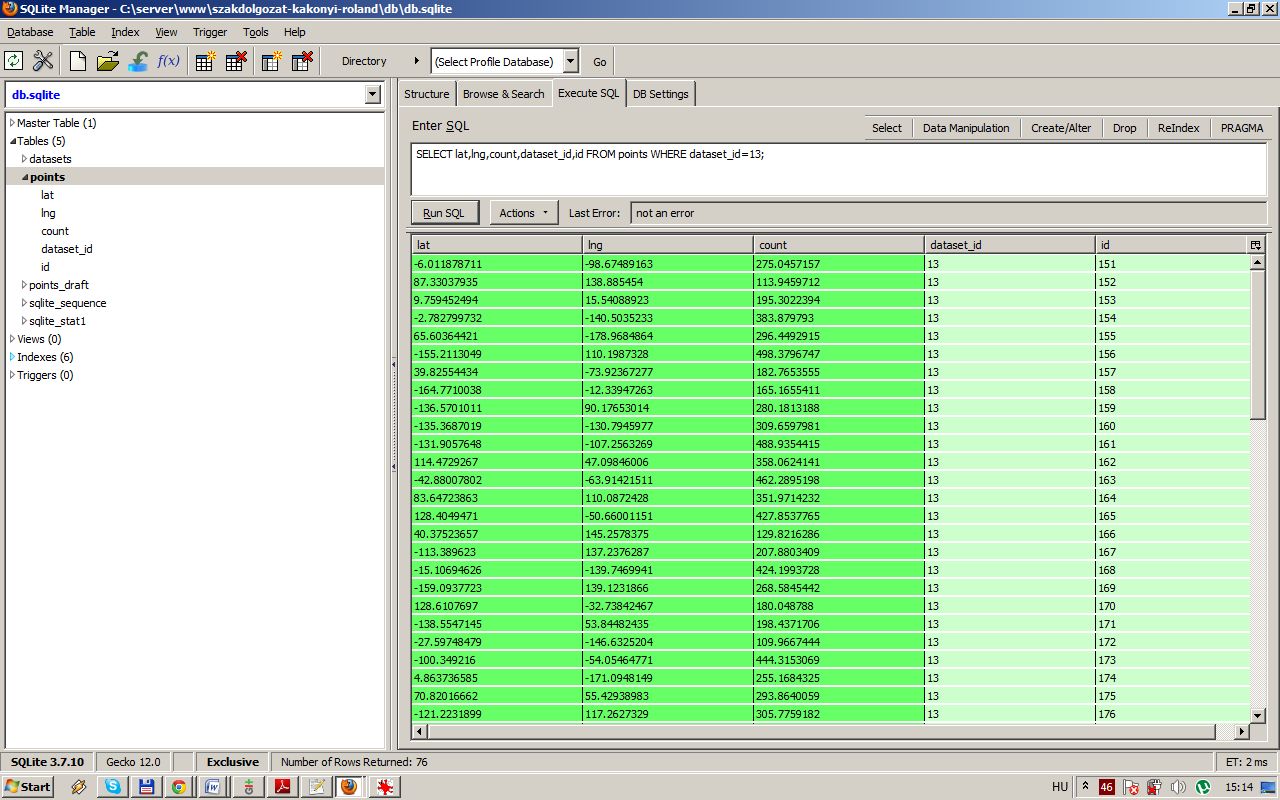 SQLite Manager - C:\server\www\szakdolgozat-kakonyi-roland\db\db.sqlite
Database Table Index View Trigger Tools Help
f(x) Directory (Select Profile Database) Go
db.sqlite
Master Table (1)
Tables (5)
datasets
points
lat
lng
count
dataset_id
id
points_draft
sqlite_sequence
sqlite_stat1
Views (0)
Indexes (6)
Triggers (0)
Structure Browse & Search Execute SQL DB Settings
Enter SQL Select Data Manipulation Create/Alter Drop ReIndex PRAGMA
SELECT lat,lng,count,dataset_id,id FROM points WHERE dataset_id=13;
Run SQL Actions Last Error: not an error
lat lng count dataset_id id
-6.011878711 -98.67489163 275.0457157 13 151
87.33037935 138.885454 113.9459712 13 152
9.759452494 15.54088923 195.3022394 13 153
-2.782799732 -140.5035233 383.879793 13 154
65.60364421 -178.9684864 296.4492915 13 155
-155.2113049 110.1987328 498.3796747 13 156
39.82554434 -73.92367277 182.7653555 13 157
-164.7710038 -12.33947263 165.1655411 13 158
-136.5701011 90.17653014 280.1813188 13 159
-135.3687019 -130.7945977 309.6597981 13 160
-131.9057648 -107.2563269 488.9354415 13 161
114.4729267 47.09846006 358.0624141 13 162
-42.88007802 -63.91421511 462.2895198 13 163
83.64723863 110.0872428 351.9714232 13 164
128.4049471 -50.66001151 427.8537765 13 165
40.37523657 145.2578375 129.8216286 13 166
-113.389623 137.2376287 207.8803409 13 167
-15.10694626 -139.7469941 424.1993728 13 168
-159.0937723 139.1231866 268.5845442 13 169
128.6107697 -32.73842467 180.048788 13 170
-138.5547145 53.84482435 198.4371706 13 171
-27.59748479 -146.6325204 109.9667444 13 172
-100.349216 -54.05464771 444.3153069 13 173
4.863736585 -171.0948149 255.1684325 13 174
70.82016662 55.42938983 293.8640059 13 175
-121.2231899 117.2627329 305.7759182 13 176
SQLite 3.7.10 Gecko 12.0 Exclusive Number of Rows Returned: 76 ET: 2 ms
Start HU 46 15:14